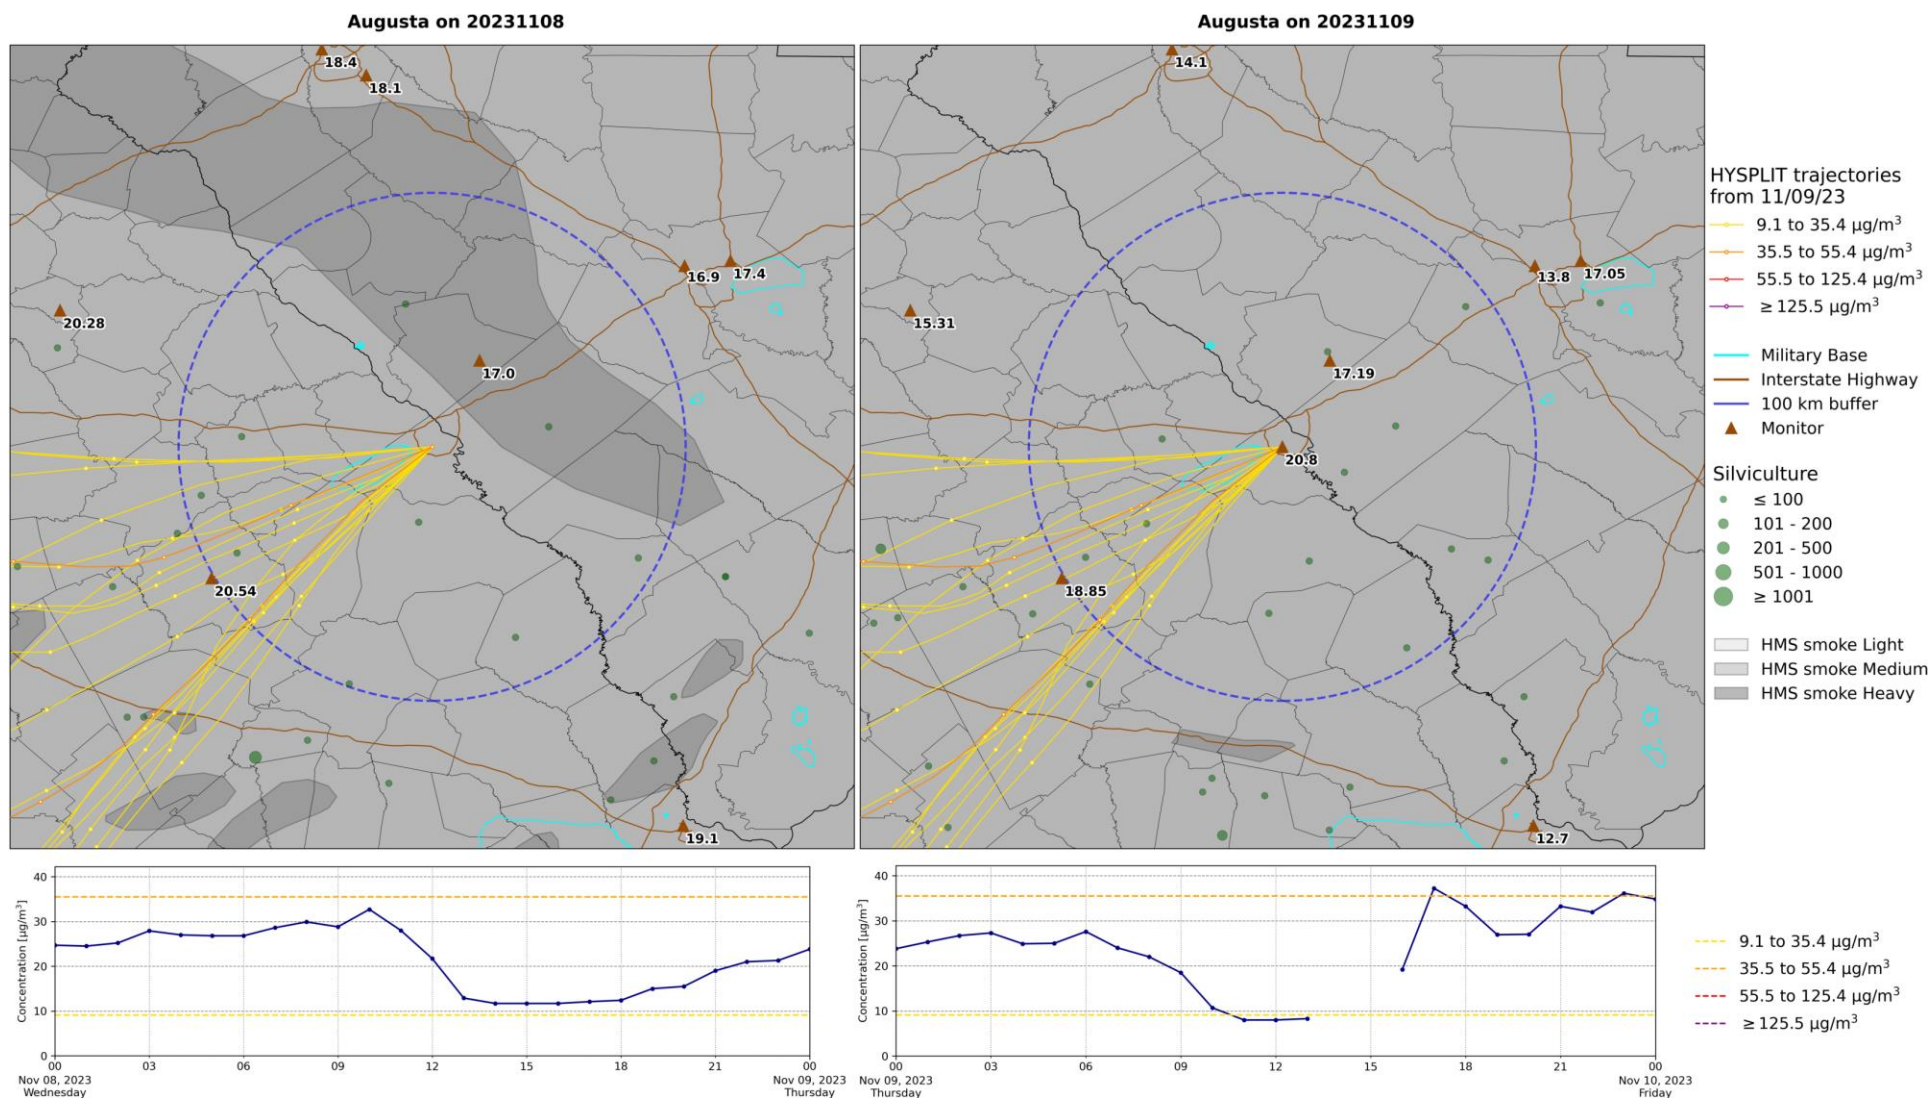 Augusta on 20231108
Augusta on 20231109
18.4
18.1
20.28
16.9
17.4
17.0
20.54
19.1
14.1
15.31
13.8
17.05
17.19
20.8
18.85
12.7
HYSPLIT trajectories
from 11/09/23
9.1 to 35.4 μg/m³
35.5 to 55.4 μg/m³
55.5 to 125.4 μg/m³
≥ 125.5 μg/m³
Military Base
Interstate Highway
100 km buffer
Monitor
Silviculture
≤ 100
101 - 200
201 - 500
501 - 1000
≥ 1001
HMS smoke Light
HMS smoke Medium
HMS smoke Heavy
Concentration [μg/m³]
40
30
20
10
0
00 03 06 09 12 15 18 21 00
Nov 08, 2023
Wednesday
Nov 09, 2023
Thursday
Concentration [μg/m³]
40
30
20
10
0
00 03 06 09 12 15 18 21 00
Nov 09, 2023
Thursday
Nov 10, 2023
Friday
9.1 to 35.4 μg/m³
35.5 to 55.4 μg/m³
55.5 to 125.4 μg/m³
≥ 125.5 μg/m³